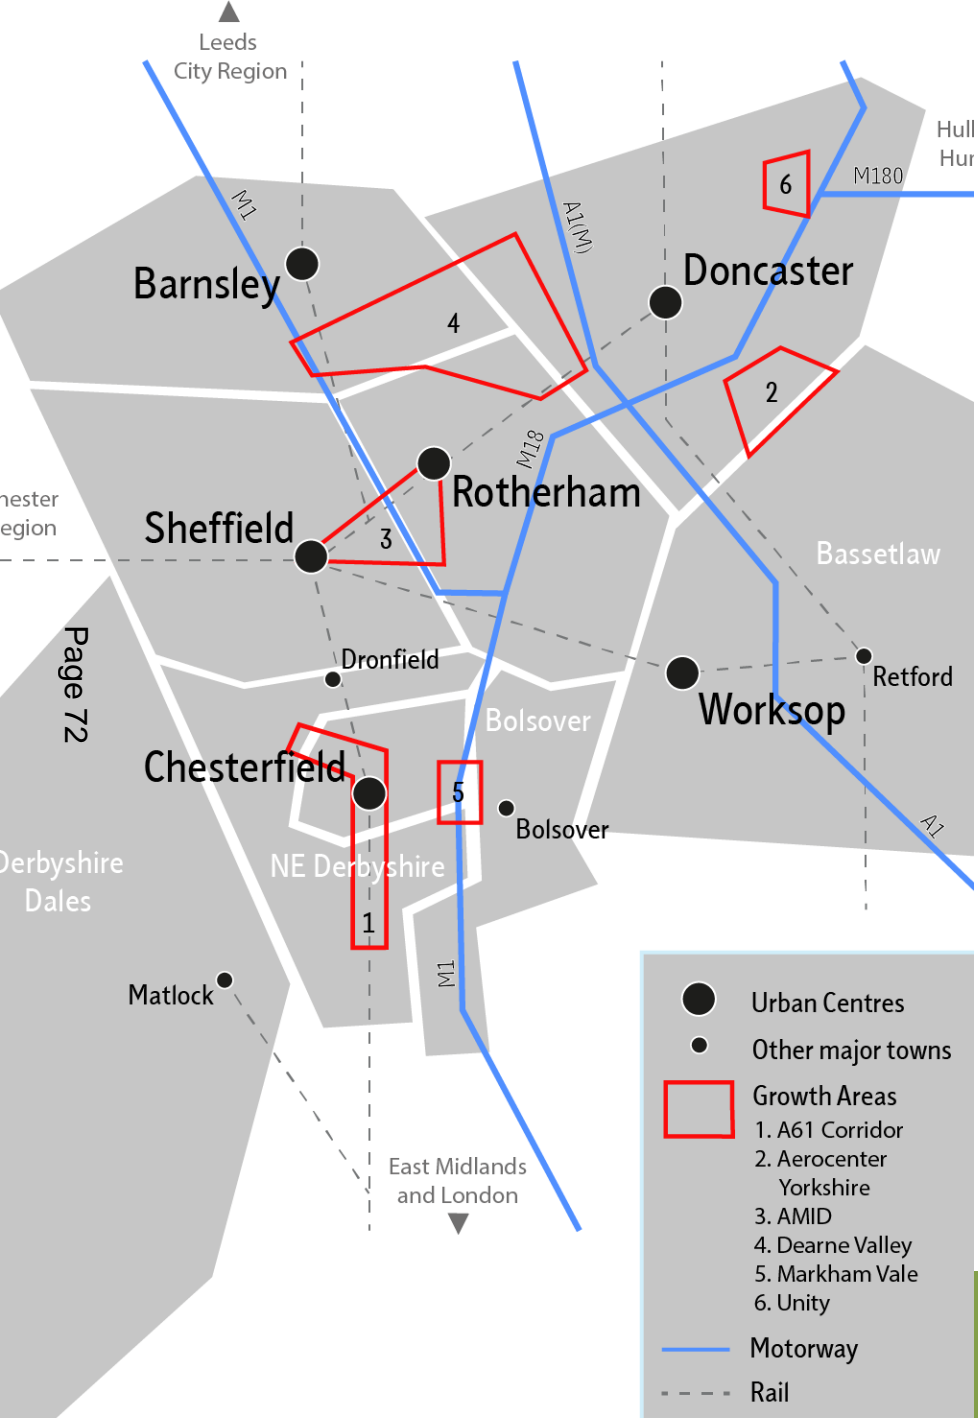 Leeds
City Region
Hull
Hum
M1
A1(M)
6
M180
Barnsley
Doncaster
4
2
M18
Rotherham
Sheffield
3
Bassetlaw
Page 72
Dronfield
Retford
Worksop
Bolsover
Chesterfield
5
Bolsover
A1
Derbyshire
Dales
NE Derbyshire
1
M1
Matlock
East Midlands
and London
Urban Centres
Other major towns
Growth Areas
1. A61 Corridor
2. Aerocenter
Yorkshire
3. AMID
4. Dearne Valley
5. Markham Vale
6. Unity
Motorway
Rail